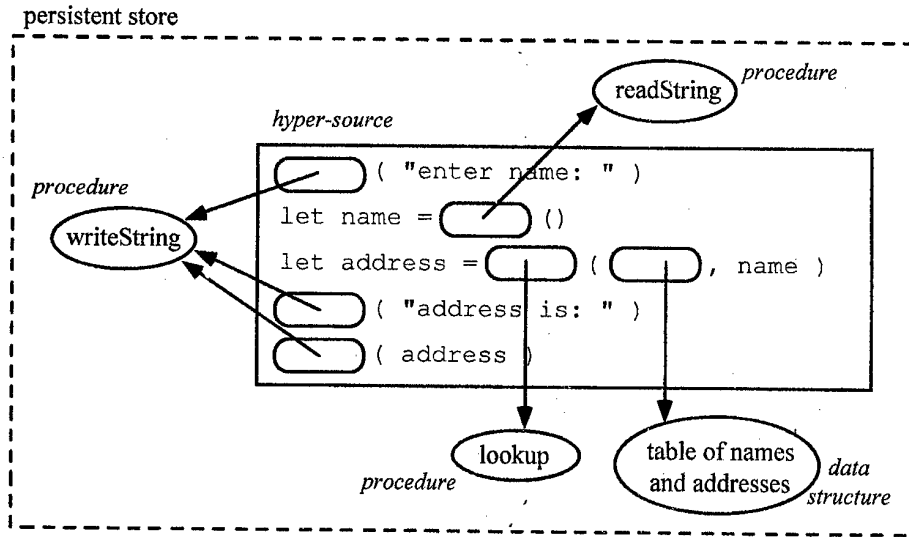 persistent store
readString
procedure
hyper-source
( "enter name: " )
procedure
writeString
let name = ()
let address = ( , name )
( "address is: " )
( address )
lookup
procedure
table of names
and addresses
data
structure